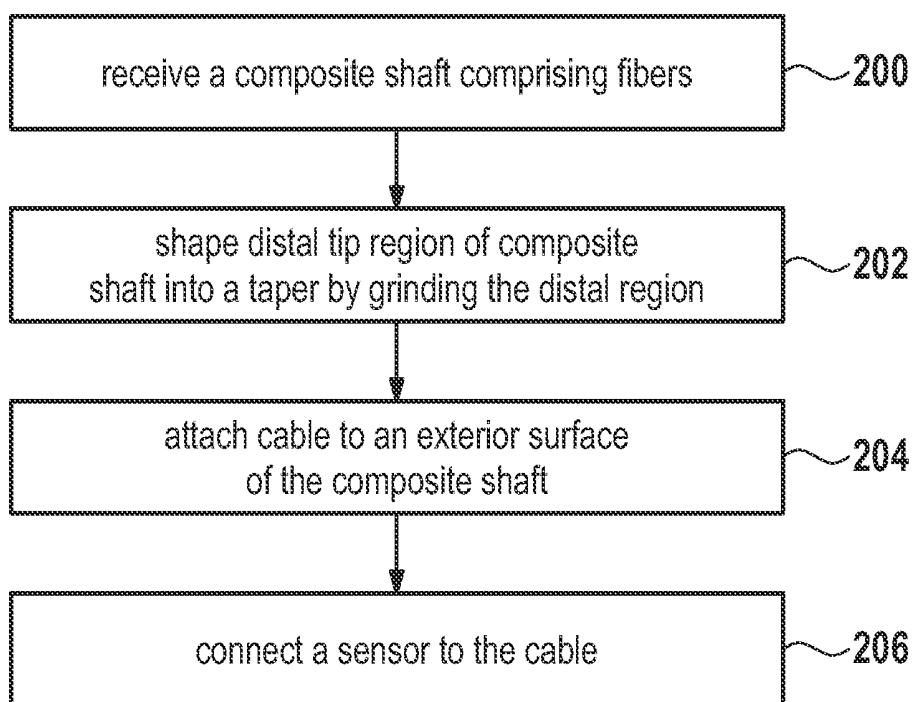 receive a composite shaft comprising fibers
200
shape distal tip region of composite
shaft into a taper by grinding the distal region
202
attach cable to an exterior surface
of the composite shaft
204
connect a sensor to the cable
206